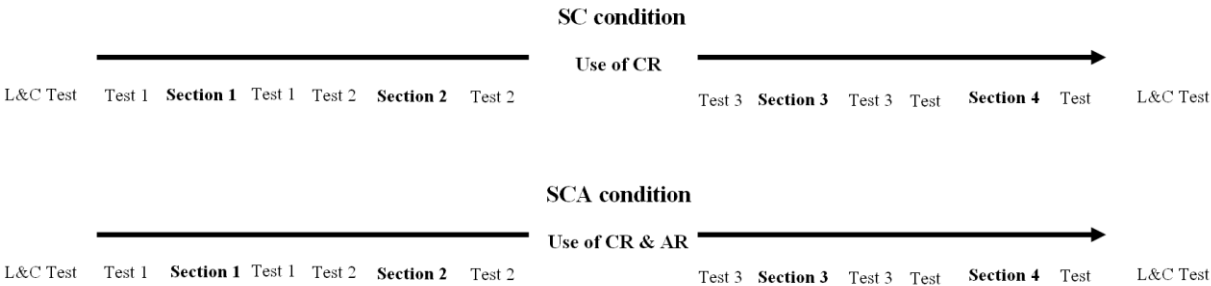 SC condition
Use of CR
L&C Test Test 1 Section 1 Test 1 Test 2 Section 2 Test 2 Test 3 Section 3 Test 3 Test Section 4 Test L&C Test
SCA condition
Use of CR & AR
L&C Test Test 1 Section 1 Test 1 Test 2 Section 2 Test 2 Test 3 Section 3 Test 3 Test Section 4 Test L&C Test